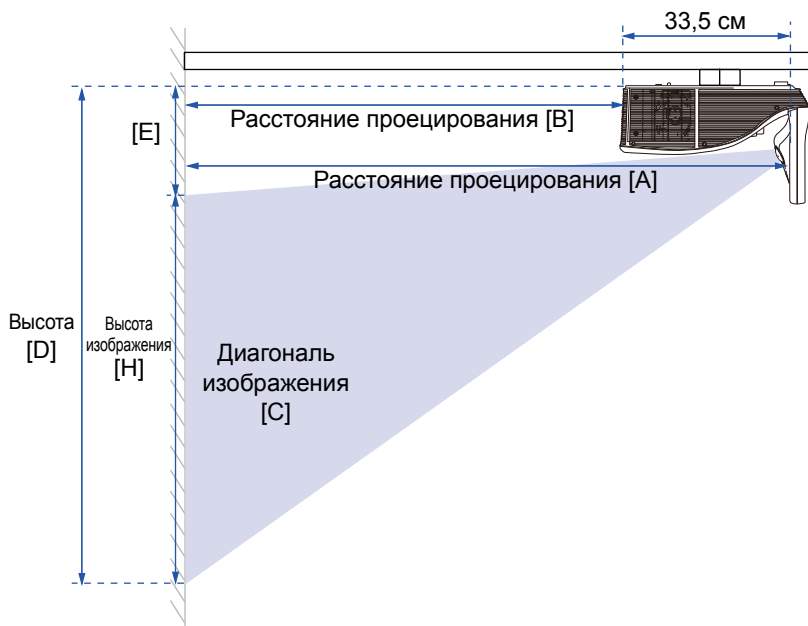 33,5 см
[E]
Расстояние проецирования [B]
Расстояние проецирования [A]
Высота
[D]
Высота
изображения
[H]
Диагональ
изображения
[C]